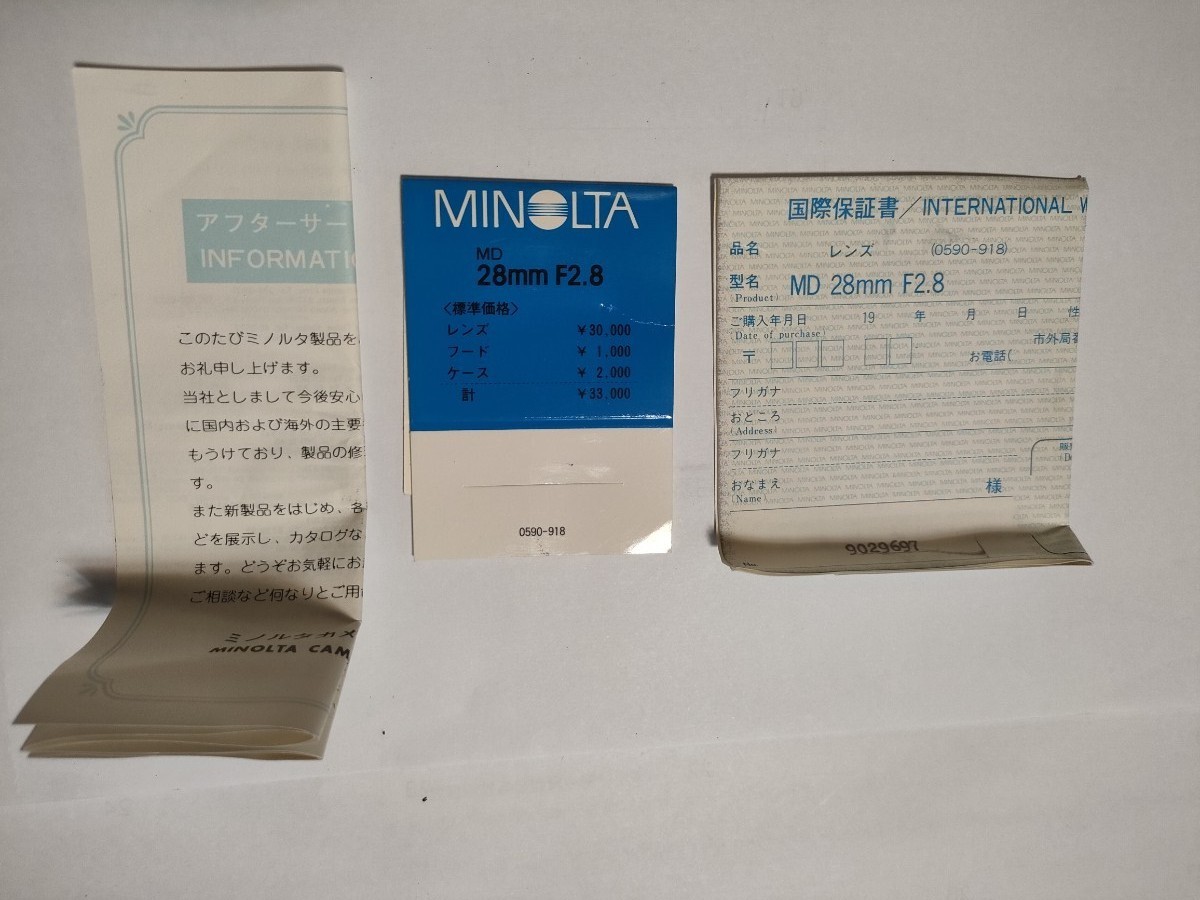 アフターサー
INFORMATI
このたびミノルタ製品を
お礼申し上げます。
当社としまして今後安心
に国内および海外の主要
もうけており、製品の修
す。
また新製品をはじめ、各
どを展示し、カタログな
ます。どうぞお気軽にお
ご相談など何なりとご用
ミノルタカメ
MINOLTA CAM
MINOLTA
MD
28mm F2.8
〈標準価格〉
レンズ ¥30,000
フード ¥ 1,000
ケース ¥ 2,000
計 ¥33,000
0590-918
国際保証書/INTERNATIONAL W
品名 レンズ (0590-918)
型名 MD 28mm F2.8
(Product)
ご購入年月日 19 年 月 日 性
(Date of purchase)
市外局番
〒 お電話(
フリガナ
おところ
(Address)
フリガナ
おなまえ 様
(Name)
9029697